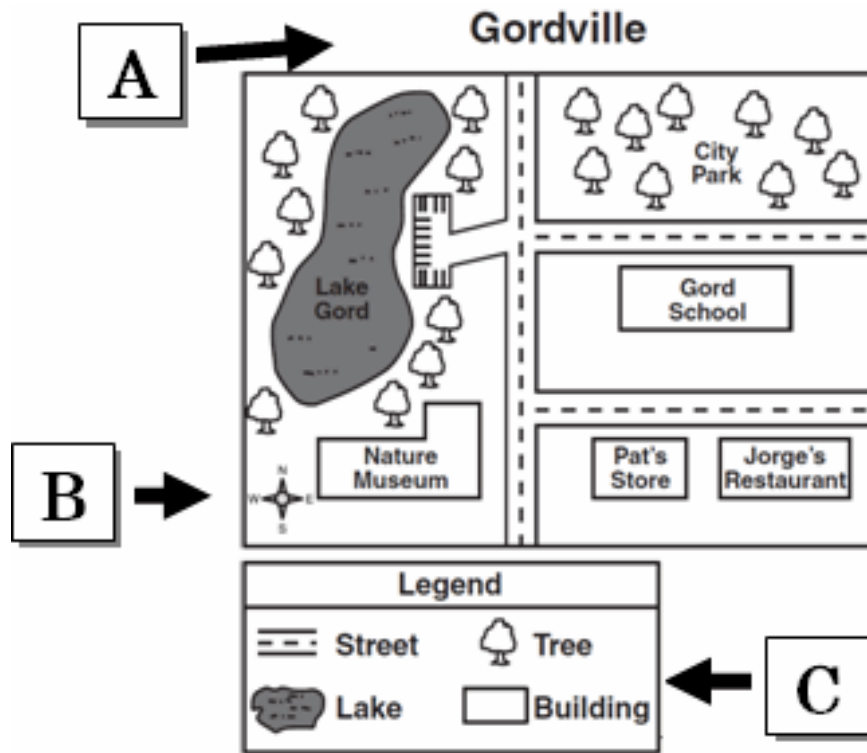 Gordville
A
City
Park
Lake
Gord
Gord
School
Nature
Museum
Pat's
Store
Jorge's
Restaurant
B
N
W E
S
Legend
Street
Tree
Lake
Building
C